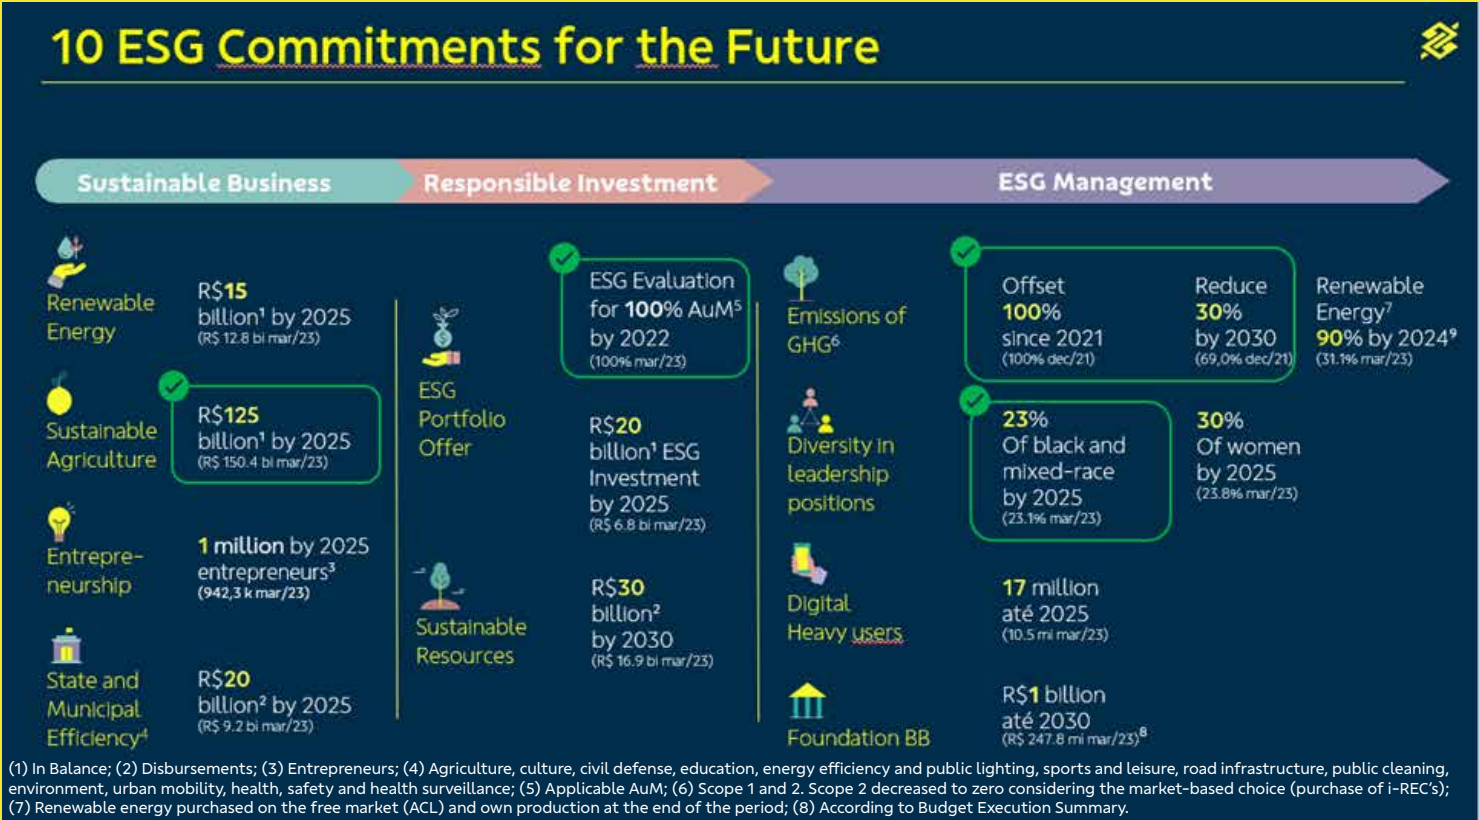 10 ESG Commitments for the Future
Sustainable Business
Responsible Investment
ESG Management
Renewable
Energy
R$15
billion¹ by 2025
(R$ 12.8 bi mar/23)
Sustainable
Agriculture
R$125
billion¹ by 2025
(R$ 150.4 bi mar/23)
Entrepre-
neurship
1 million by 2025
entrepreneurs³
(942,3 k mar/23)
State and
Municipal
Efficiency⁴
R$20
billion² by 2025
(R$ 9.2 bi mar/23)
ESG
Portfolio
Offer
ESG Evaluation
for 100% AuM⁵
by 2022
(100% mar/23)
R$20
billion¹ ESG
Investment
by 2025
(R$ 6.8 bi mar/23)
Sustainable
Resources
R$30
billion²
by 2030
(R$ 16.9 bi mar/23)
Emissions of
GHG⁶
Offset
100%
since 2021
(100% dec/21)
Reduce
30%
by 2030
(69,0% dec/21)
Renewable
Energy⁷
90% by 2024⁹
(31.1% mar/23)
Diversity in
leadership
positions
23%
Of black and
mixed-race
by 2025
(23.1% mar/23)
30%
Of women
by 2025
(23.8% mar/23)
Digital
Heavy users
17 million
até 2025
(10.5 mi mar/23)
Foundation BB
R$1 billion
até 2030
(R$ 247.8 mi mar/23)⁸
(1) In Balance; (2) Disbursements; (3) Entrepreneurs; (4) Agriculture, culture, civil defense, education, energy efficiency and public lighting, sports and leisure, road infrastructure, public cleaning,
environment, urban mobility, health, safety and health surveillance; (5) Applicable AuM; (6) Scope 1 and 2. Scope 2 decreased to zero considering the market-based choice (purchase of i-REC's);
(7) Renewable energy purchased on the free market (ACL) and own production at the end of the period; (8) According to Budget Execution Summary.